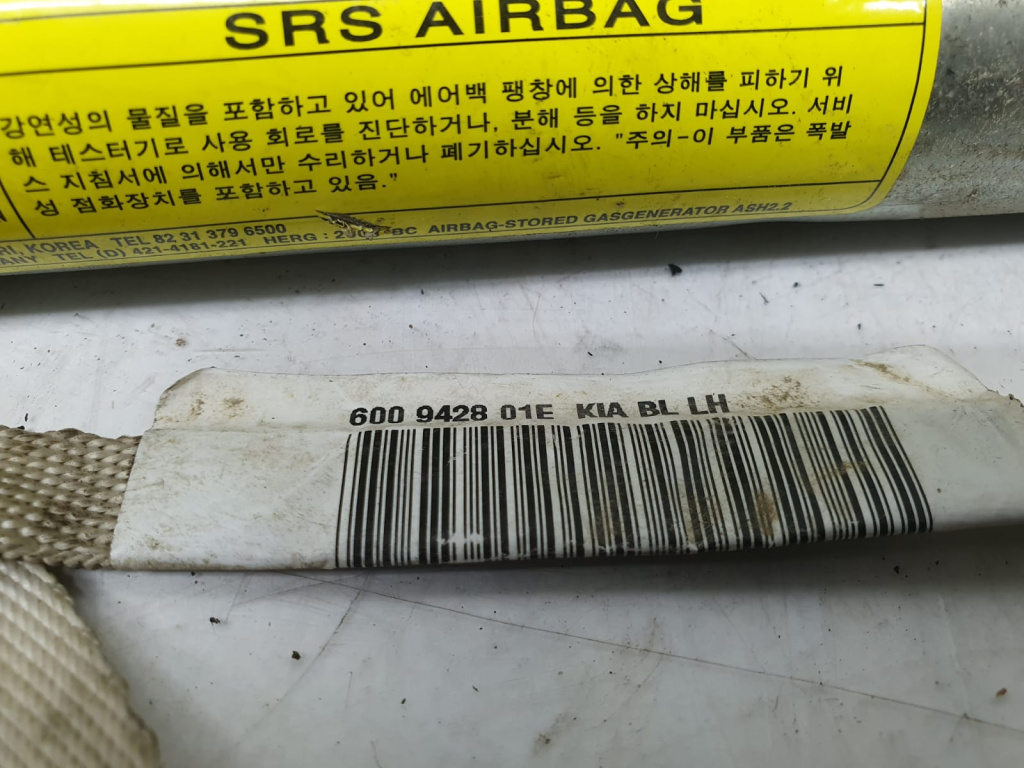 SRS AIRBAG
강연성의 물질을 포함하고 있어 에어백 팽창에 의한 상해를 피하기 위
해 테스터기로 사용 회로를 진단하거나, 분해 등을 하지 마십시오. 서비
스 지침서에 의해서만 수리하거나 폐기하십시오. "주의-이 부품은 폭발
성 점화장치를 포함하고 있음."
KOREA TEL 82 31 379 6500
TEL (D) 421-4181-221 HERG : BC AIRBAG-STORED GASGENERATOR ASH2.2
600 9428 01E KIA BL LH